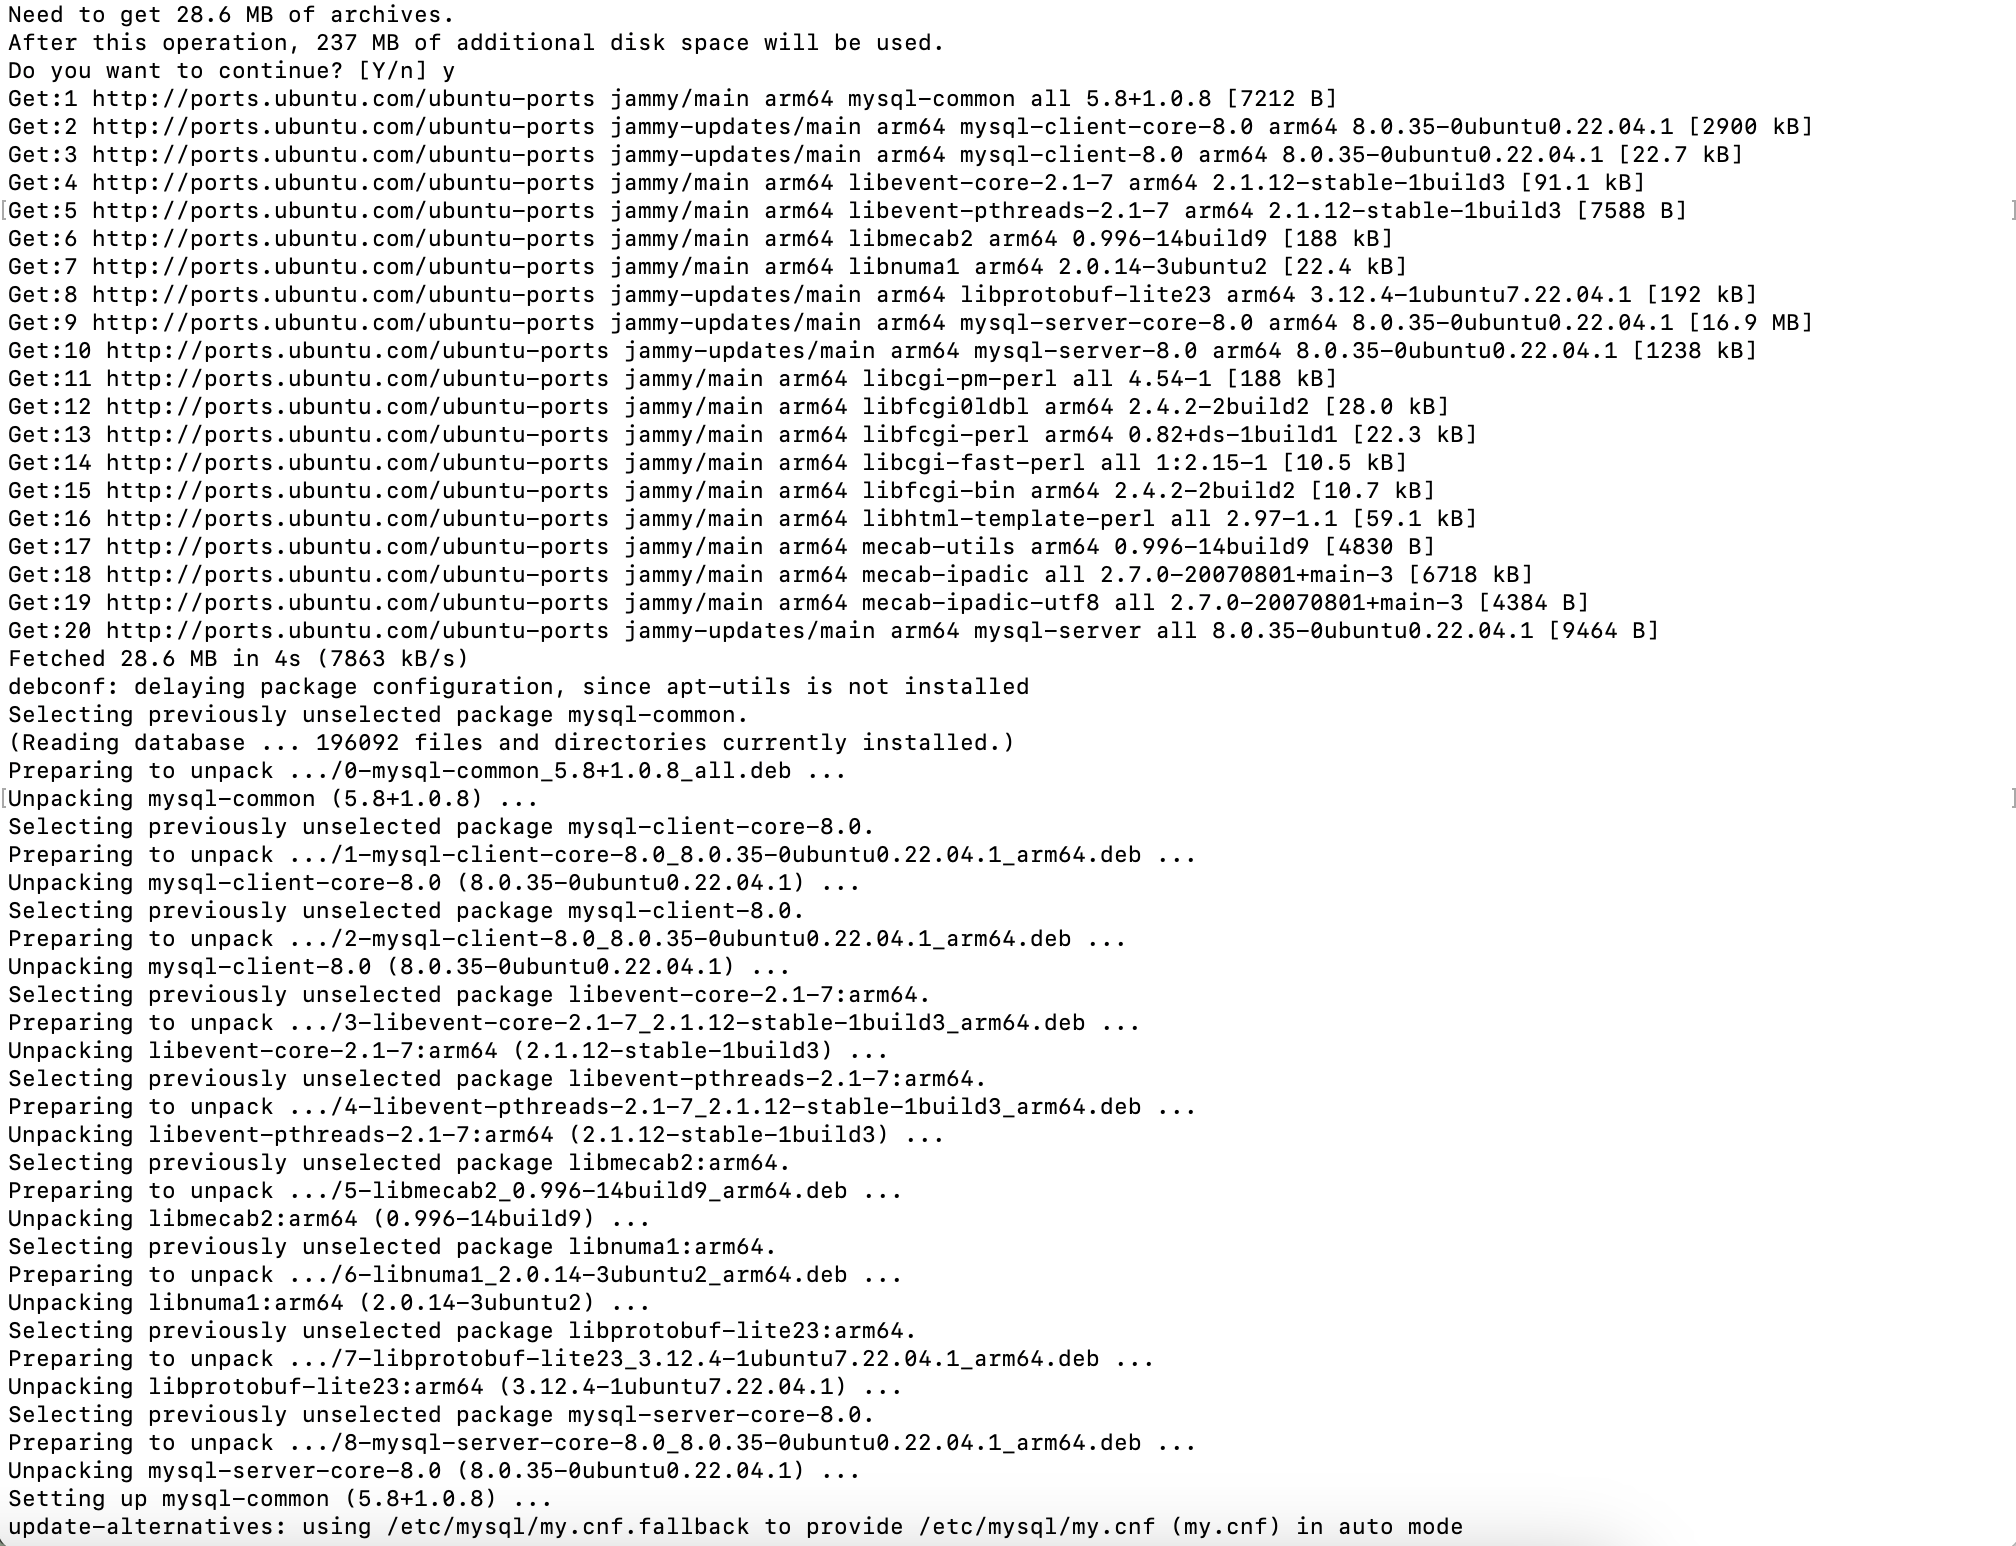 Need to get 28.6 MB of archives.
After this operation, 237 MB of additional disk space will be used.
Do you want to continue? [Y/n] y
Get:1 http://ports.ubuntu.com/ubuntu-ports jammy/main arm64 mysql-common all 5.8+1.0.8 [7212 B]
Get:2 http://ports.ubuntu.com/ubuntu-ports jammy-updates/main arm64 mysql-client-core-8.0 arm64 8.0.35-0ubuntu0.22.04.1 [2900 kB]
Get:3 http://ports.ubuntu.com/ubuntu-ports jammy-updates/main arm64 mysql-client-8.0 arm64 8.0.35-0ubuntu0.22.04.1 [22.7 kB]
Get:4 http://ports.ubuntu.com/ubuntu-ports jammy/main arm64 libevent-core-2.1-7 arm64 2.1.12-stable-1build3 [91.1 kB]
[Get:5 http://ports.ubuntu.com/ubuntu-ports jammy/main arm64 libevent-pthreads-2.1-7 arm64 2.1.12-stable-1build3 [7588 B] ]
Get:6 http://ports.ubuntu.com/ubuntu-ports jammy/main arm64 libmecab2 arm64 0.996-14build9 [188 kB]
Get:7 http://ports.ubuntu.com/ubuntu-ports jammy/main arm64 libnuma1 arm64 2.0.14-3ubuntu2 [22.4 kB]
Get:8 http://ports.ubuntu.com/ubuntu-ports jammy-updates/main arm64 libprotobuf-lite23 arm64 3.12.4-1ubuntu7.22.04.1 [192 kB]
Get:9 http://ports.ubuntu.com/ubuntu-ports jammy-updates/main arm64 mysql-server-core-8.0 arm64 8.0.35-0ubuntu0.22.04.1 [16.9 MB]
Get:10 http://ports.ubuntu.com/ubuntu-ports jammy-updates/main arm64 mysql-server-8.0 arm64 8.0.35-0ubuntu0.22.04.1 [1238 kB]
Get:11 http://ports.ubuntu.com/ubuntu-ports jammy/main arm64 libcgi-pm-perl all 4.54-1 [188 kB]
Get:12 http://ports.ubuntu.com/ubuntu-ports jammy/main arm64 libfcgi0ldbl arm64 2.4.2-2build2 [28.0 kB]
Get:13 http://ports.ubuntu.com/ubuntu-ports jammy/main arm64 libfcgi-perl arm64 0.82+ds-1build1 [22.3 kB]
Get:14 http://ports.ubuntu.com/ubuntu-ports jammy/main arm64 libcgi-fast-perl all 1:2.15-1 [10.5 kB]
Get:15 http://ports.ubuntu.com/ubuntu-ports jammy/main arm64 libfcgi-bin arm64 2.4.2-2build2 [10.7 kB]
Get:16 http://ports.ubuntu.com/ubuntu-ports jammy/main arm64 libhtml-template-perl all 2.97-1.1 [59.1 kB]
Get:17 http://ports.ubuntu.com/ubuntu-ports jammy/main arm64 mecab-utils arm64 0.996-14build9 [4830 B]
Get:18 http://ports.ubuntu.com/ubuntu-ports jammy/main arm64 mecab-ipadic all 2.7.0-20070801+main-3 [6718 kB]
Get:19 http://ports.ubuntu.com/ubuntu-ports jammy/main arm64 mecab-ipadic-utf8 all 2.7.0-20070801+main-3 [4384 B]
Get:20 http://ports.ubuntu.com/ubuntu-ports jammy-updates/main arm64 mysql-server all 8.0.35-0ubuntu0.22.04.1 [9464 B]
Fetched 28.6 MB in 4s (7863 kB/s)
debconf: delaying package configuration, since apt-utils is not installed
Selecting previously unselected package mysql-common.
(Reading database ... 196092 files and directories currently installed.)
Preparing to unpack .../0-mysql-common_5.8+1.0.8_all.deb ...
[Unpacking mysql-common (5.8+1.0.8) ... ]
Selecting previously unselected package mysql-client-core-8.0.
Preparing to unpack .../1-mysql-client-core-8.0_8.0.35-0ubuntu0.22.04.1_arm64.deb ...
Unpacking mysql-client-core-8.0 (8.0.35-0ubuntu0.22.04.1) ...
Selecting previously unselected package mysql-client-8.0.
Preparing to unpack .../2-mysql-client-8.0_8.0.35-0ubuntu0.22.04.1_arm64.deb ...
Unpacking mysql-client-8.0 (8.0.35-0ubuntu0.22.04.1) ...
Selecting previously unselected package libevent-core-2.1-7:arm64.
Preparing to unpack .../3-libevent-core-2.1-7_2.1.12-stable-1build3_arm64.deb ...
Unpacking libevent-core-2.1-7:arm64 (2.1.12-stable-1build3) ...
Selecting previously unselected package libevent-pthreads-2.1-7:arm64.
Preparing to unpack .../4-libevent-pthreads-2.1-7_2.1.12-stable-1build3_arm64.deb ...
Unpacking libevent-pthreads-2.1-7:arm64 (2.1.12-stable-1build3) ...
Selecting previously unselected package libmecab2:arm64.
Preparing to unpack .../5-libmecab2_0.996-14build9_arm64.deb ...
Unpacking libmecab2:arm64 (0.996-14build9) ...
Selecting previously unselected package libnuma1:arm64.
Preparing to unpack .../6-libnuma1_2.0.14-3ubuntu2_arm64.deb ...
Unpacking libnuma1:arm64 (2.0.14-3ubuntu2) ...
Selecting previously unselected package libprotobuf-lite23:arm64.
Preparing to unpack .../7-libprotobuf-lite23_3.12.4-1ubuntu7.22.04.1_arm64.deb ...
Unpacking libprotobuf-lite23:arm64 (3.12.4-1ubuntu7.22.04.1) ...
Selecting previously unselected package mysql-server-core-8.0.
Preparing to unpack .../8-mysql-server-core-8.0_8.0.35-0ubuntu0.22.04.1_arm64.deb ...
Unpacking mysql-server-core-8.0 (8.0.35-0ubuntu0.22.04.1) ...
Setting up mysql-common (5.8+1.0.8) ...
update-alternatives: using /etc/mysql/my.cnf.fallback to provide /etc/mysql/my.cnf (my.cnf) in auto mode